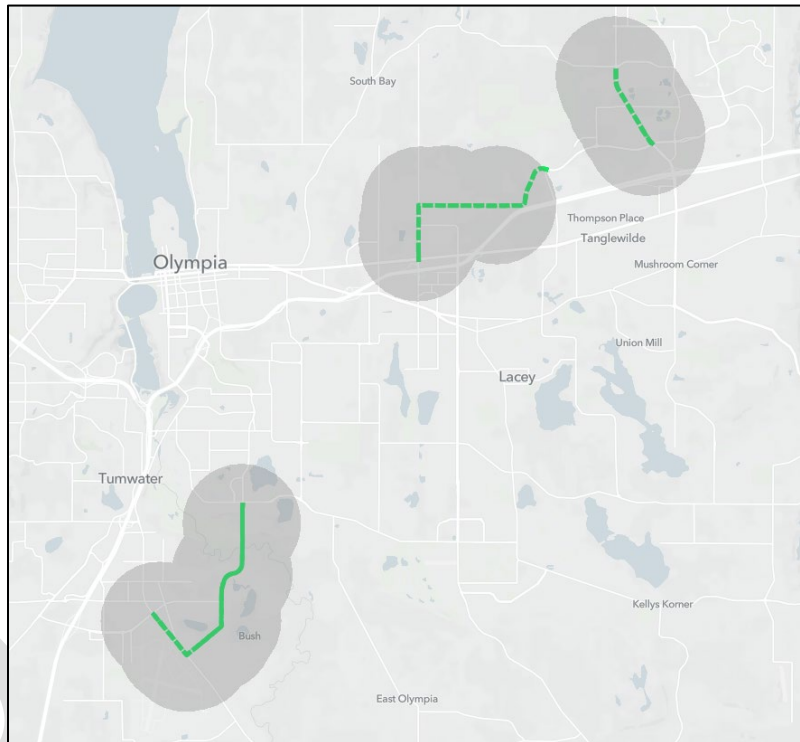 South Bay
Thompson Place
Tanglewilde
Olympia
Mushroom Corner
Union Mill
Lacey
Tumwater
Kellys Korner
Bush
East Olympia